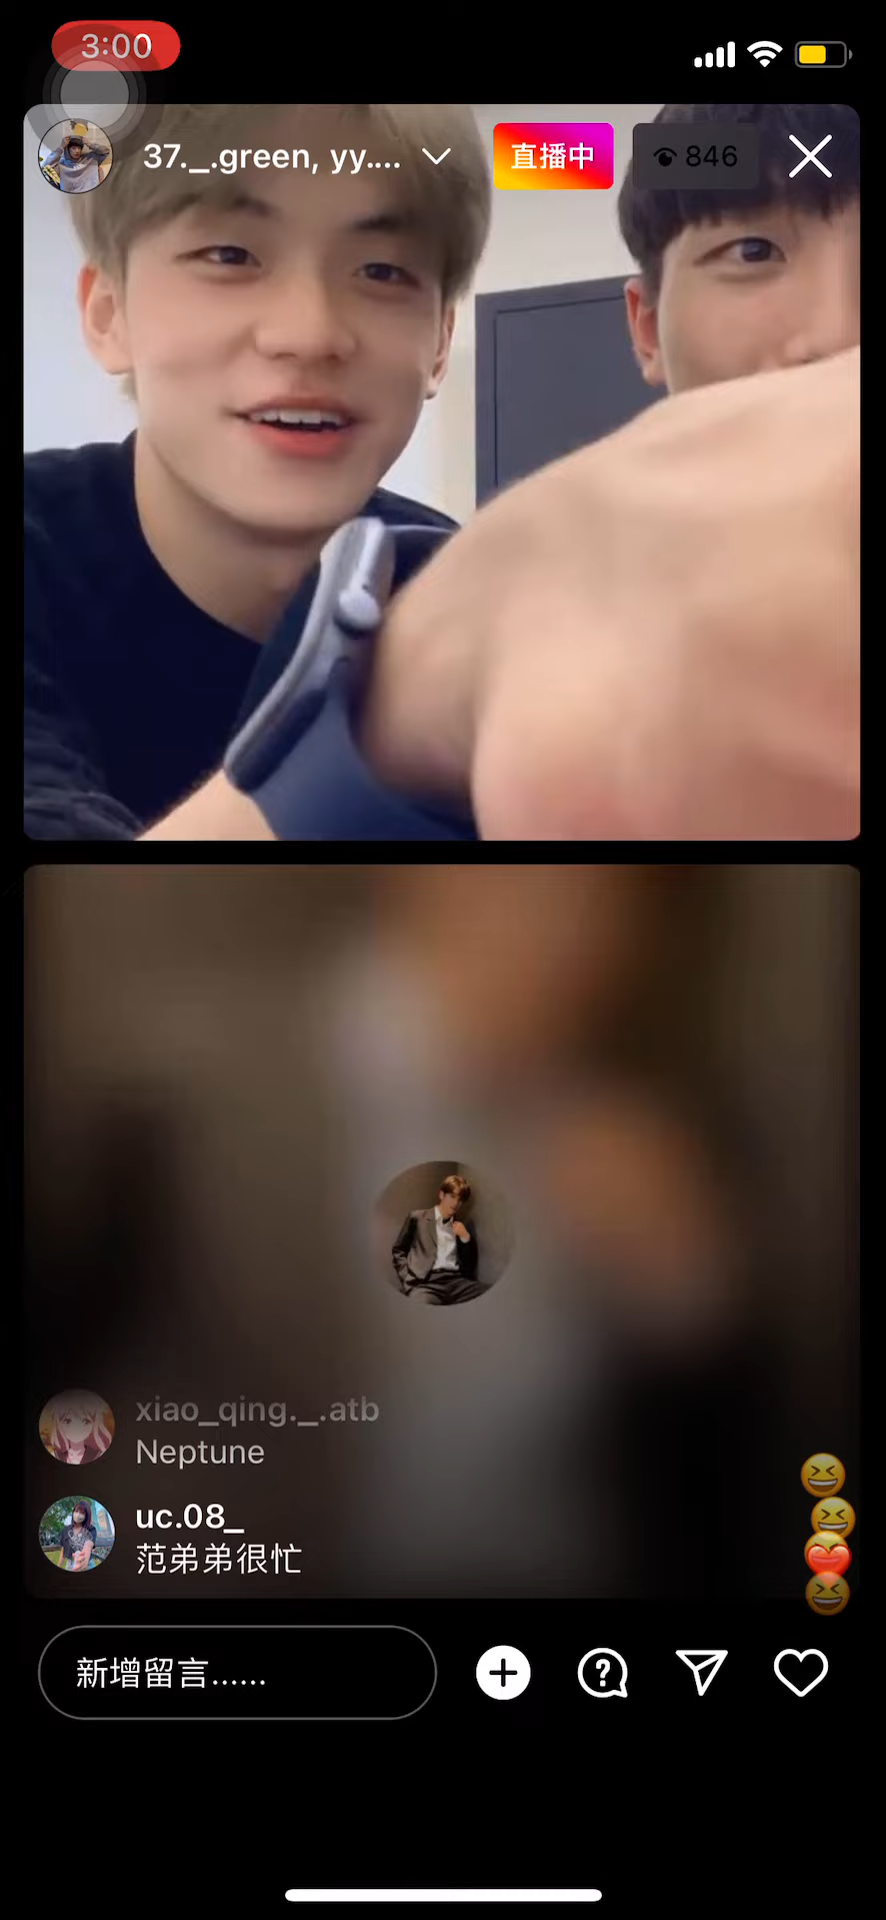 3:00
37._.green, yy....
直播中
846
xiao_qing._.atb
Neptune
uc.08_
范弟弟很忙
新增留言......